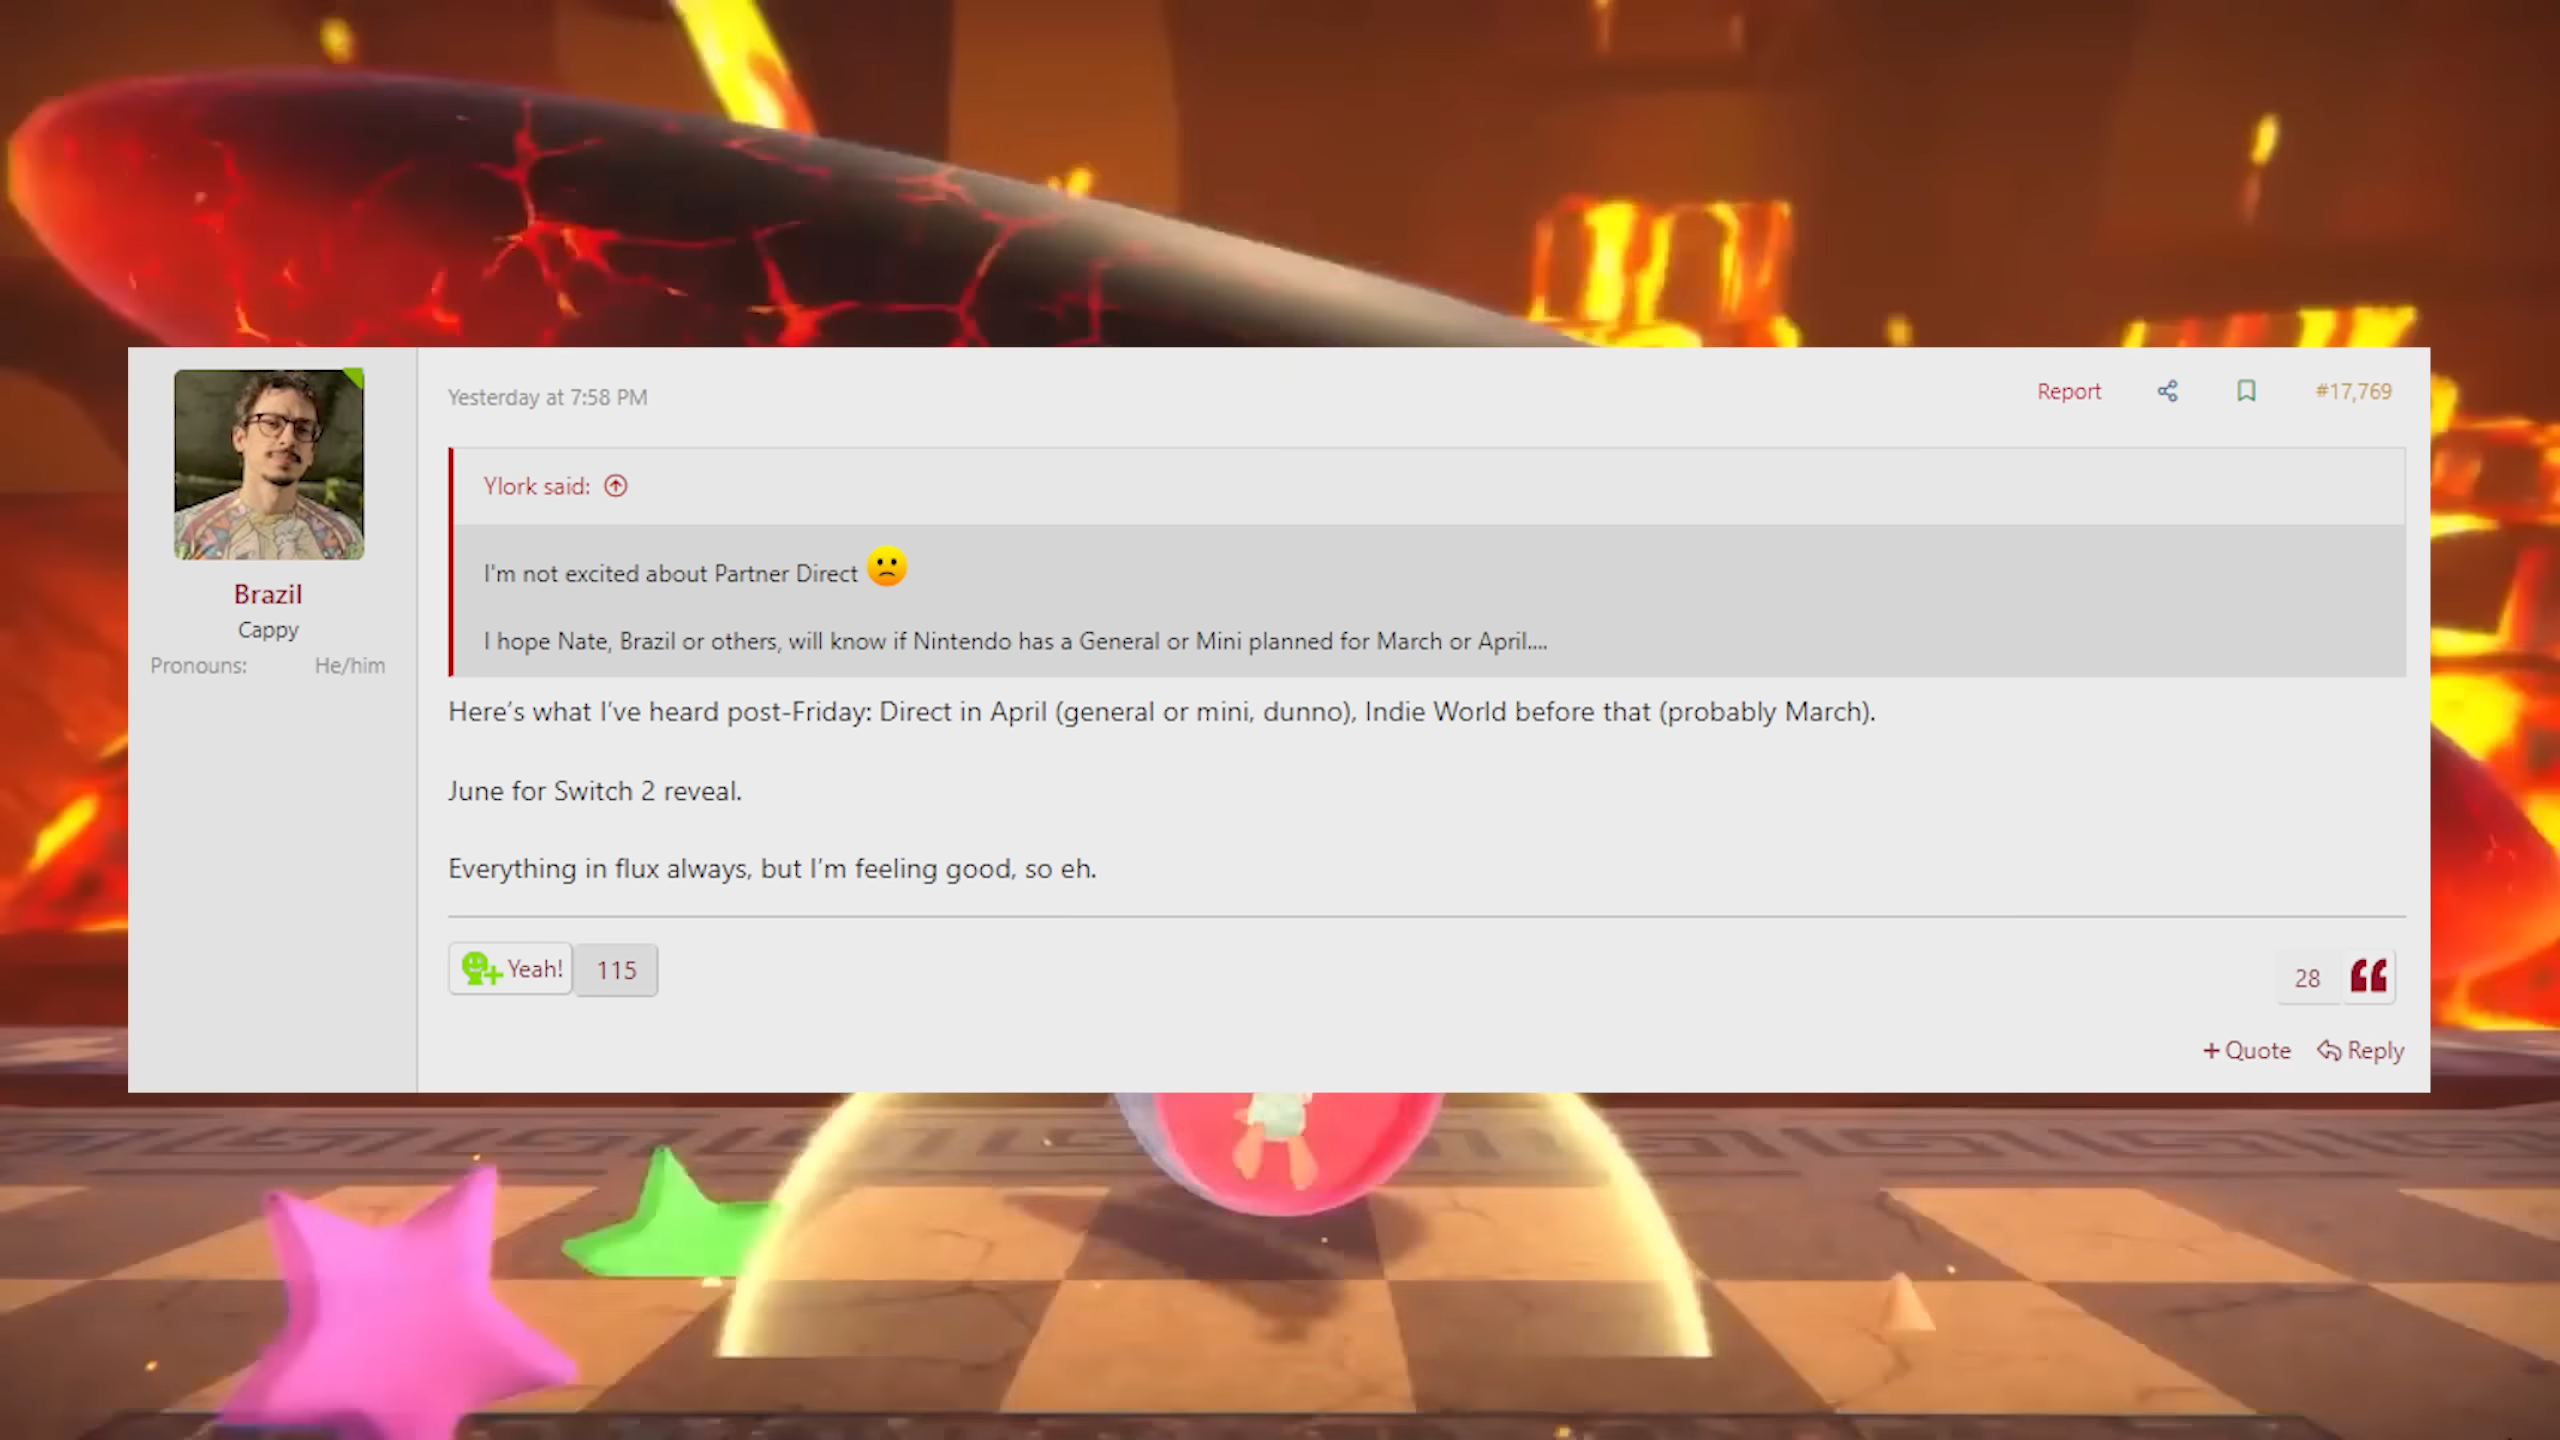 Brazil
Cappy
Pronouns: He/him
Yesterday at 7:58 PM
Report
#17,769
Ylork said:
I'm not excited about Partner Direct
I hope Nate, Brazil or others, will know if Nintendo has a General or Mini planned for March or April....
Here’s what I’ve heard post-Friday: Direct in April (general or mini, dunno), Indie World before that (probably March).
June for Switch 2 reveal.
Everything in flux always, but I’m feeling good, so eh.
Yeah! 115
28
+ Quote Reply